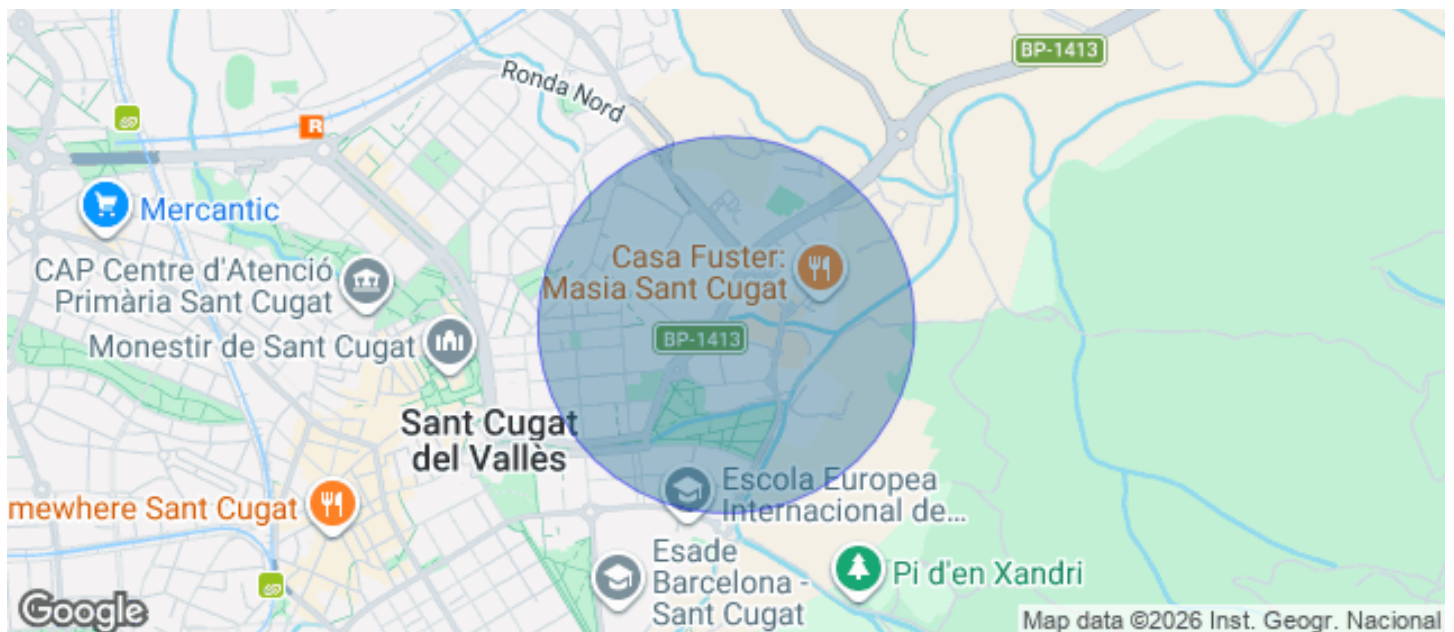 BP-1413
Ronda Nord
R
Mercantic
Casa Fuster:
Masia Sant Cugat
CAP Centre d'Atenció
Primària Sant Cugat
BP-1413
Monestir de Sant Cugat
Sant Cugat
del Vallès
Escola Europea
Internacional de...
mewhere Sant Cugat
Esade
Barcelona -
Sant Cugat
Pi d'en Xandri
Google
Map data ©2026 Inst. Geogr. Nacional